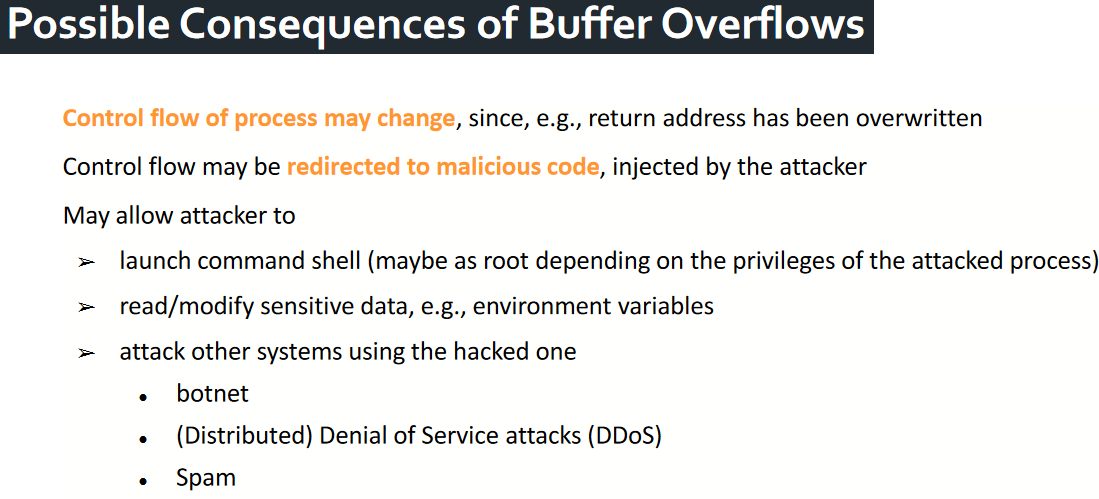 Possible Consequences of Buffer Overflows
Control flow of process may change, since, e.g., return address has been overwritten
Control flow may be redirected to malicious code, injected by the attacker
May allow attacker to
➢ launch command shell (maybe as root depending on the privileges of the attacked process)
➢ read/modify sensitive data, e.g., environment variables
➢ attack other systems using the hacked one
• botnet
• (Distributed) Denial of Service attacks (DDoS)
• Spam